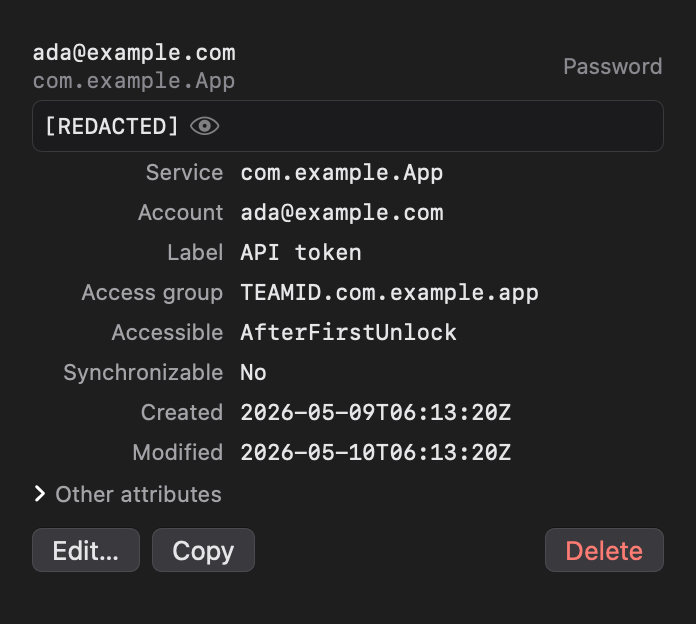 ada@example.com
com.example.App
Password
[REDACTED]
Service com.example.App
Account ada@example.com
Label API token
Access group TEAMID.com.example.app
Accessible AfterFirstUnlock
Synchronizable No
Created 2026-05-09T06:13:20Z
Modified 2026-05-10T06:13:20Z
Other attributes
Edit... Copy Delete